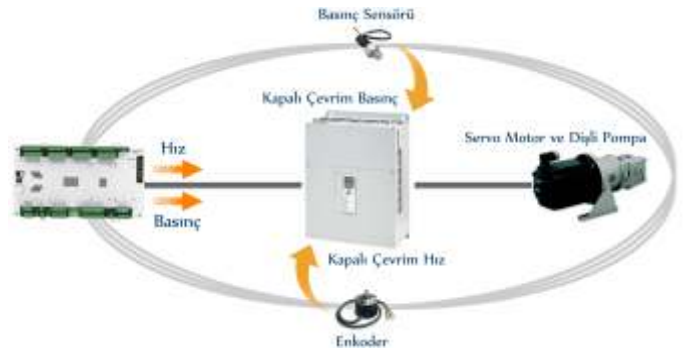 Basınç Sensörü
Kapalı Çevrim Basınç
Servo Motor ve Dişli Pompa
Hız
Basınç
Kapalı Çevrim Hız
Enkoder